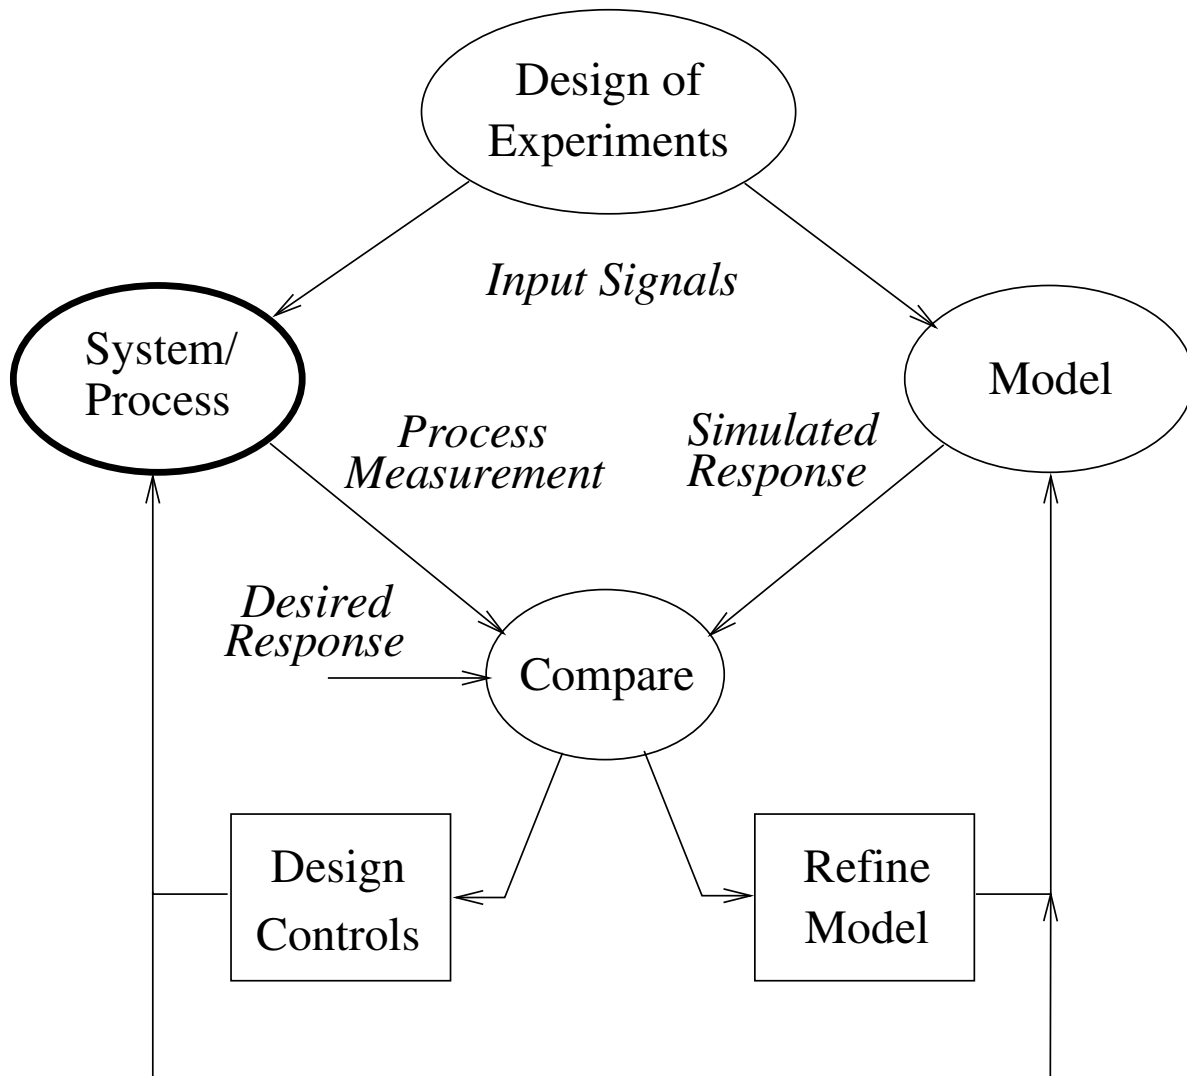 Design of
Experiments
Input Signals
System/
Process
Model
Process
Measurement
Simulated
Response
Desired
Response
Compare
Design
Controls
Refine
Model